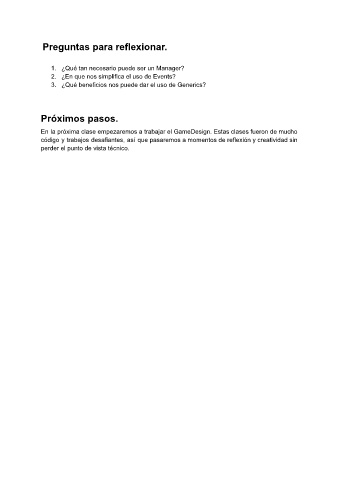 Preguntas para reflexionar.
1. ¿Qué tan necesario puede ser un Manager?
2. ¿En que nos simplifica el uso de Events?
3. ¿Qué beneficios nos puede dar el uso de Generics?
Próximos pasos.
En la próxima clase empezaremos a trabajar el GameDesign. Estas clases fueron de mucho
código y trabajos desafiantes, así que pasaremos a momentos de reflexión y creatividad sin
perder el punto de vista técnico.